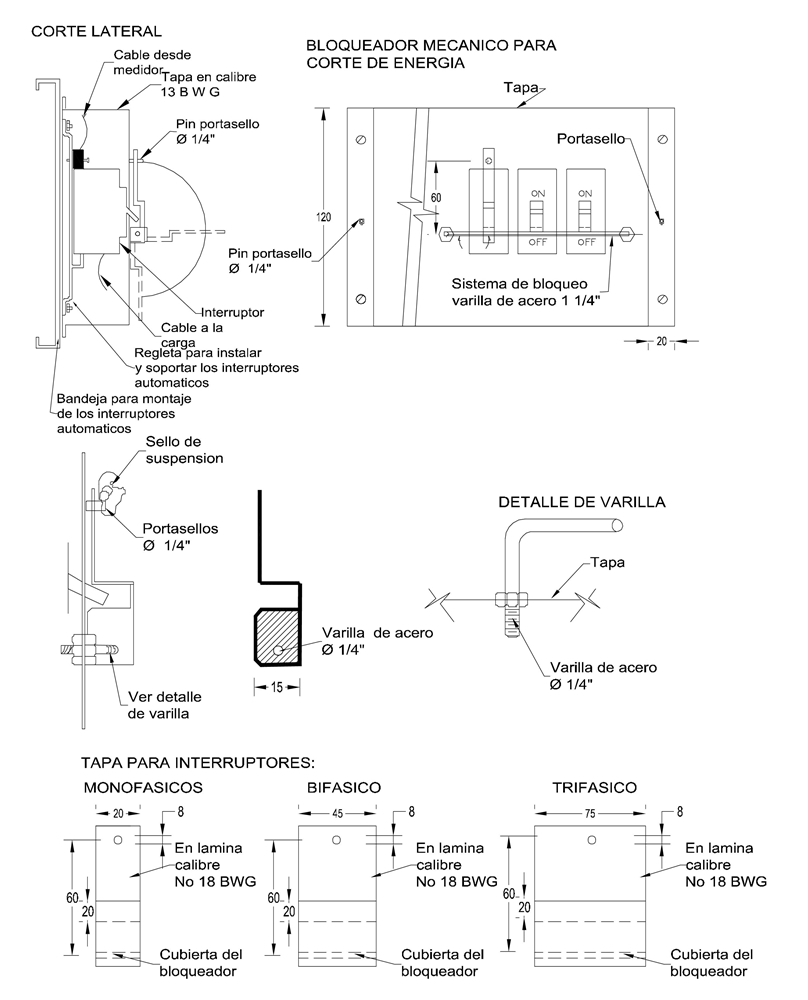 CORTE LATERAL
Cable desde
medidor
Tapa en calibre
13 B W G
Pin portasello
Ø 1/4"
Interruptor
Cable a la
carga
Regleta para instalar
y soportar los interruptores
automaticos
Bandeja para montaje
de los interruptores
automaticos
BLOQUEADOR MECANICO PARA
CORTE DE ENERGIA
Tapa
Portasello
60
120
ON
ON
OFF
OFF
Pin portasello
Ø 1/4"
Sistema de bloqueo
varilla de acero 1 1/4"
20
Sello de
suspension
Portasellos
Ø 1/4"
Ver detalle
de varilla
Varilla de acero
Ø 1/4"
15
DETALLE DE VARILLA
Tapa
Varilla de acero
Ø 1/4"
TAPA PARA INTERRUPTORES:
MONOFASICOS
20
8
En lamina
calibre
No 18 BWG
60
20
Cubierta del
bloqueador
BIFASICO
45
8
En lamina
calibre
No 18 BWG
60
20
Cubierta del
bloqueador
TRIFASICO
75
8
En lamina
calibre
No 18 BWG
60
20
Cubierta del
bloqueador